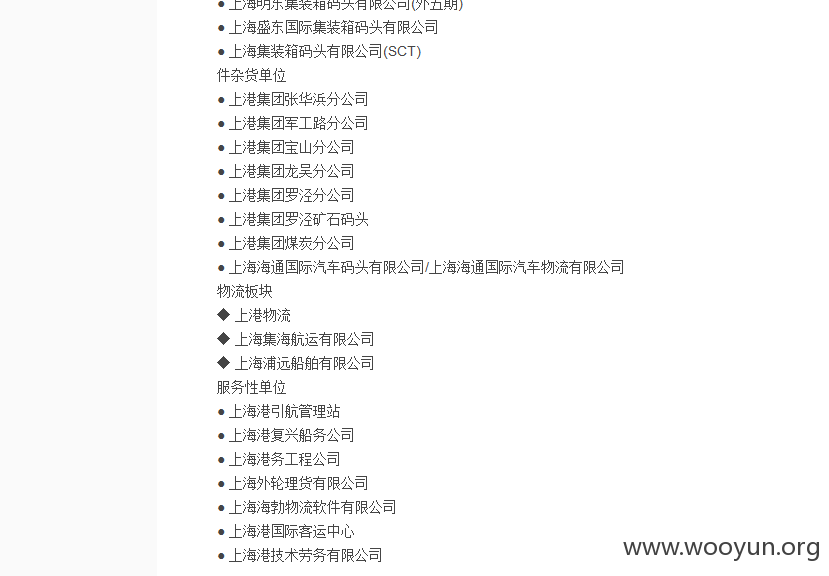 ● 上海明东集装箱码头有限公司(外五期)
● 上海盛东国际集装箱码头有限公司
● 上海集装箱码头有限公司(SCT)
件杂货单位
● 上港集团张华浜分公司
● 上港集团军工路分公司
● 上港集团宝山分公司
● 上港集团龙吴分公司
● 上港集团罗泾分公司
● 上港集团罗泾矿石码头
● 上港集团煤炭分公司
● 上海海通国际汽车码头有限公司/上海海通国际汽车物流有限公司
物流板块
◆ 上港物流
◆ 上海集海航运有限公司
◆ 上海浦远船舶有限公司
服务性单位
● 上海港引航管理站
● 上海港复兴船务公司
● 上海港务工程公司
● 上海外轮理货有限公司
● 上海海勃物流软件有限公司
● 上海港国际客运中心
● 上海港技术劳务有限公司
www.wooyun.org